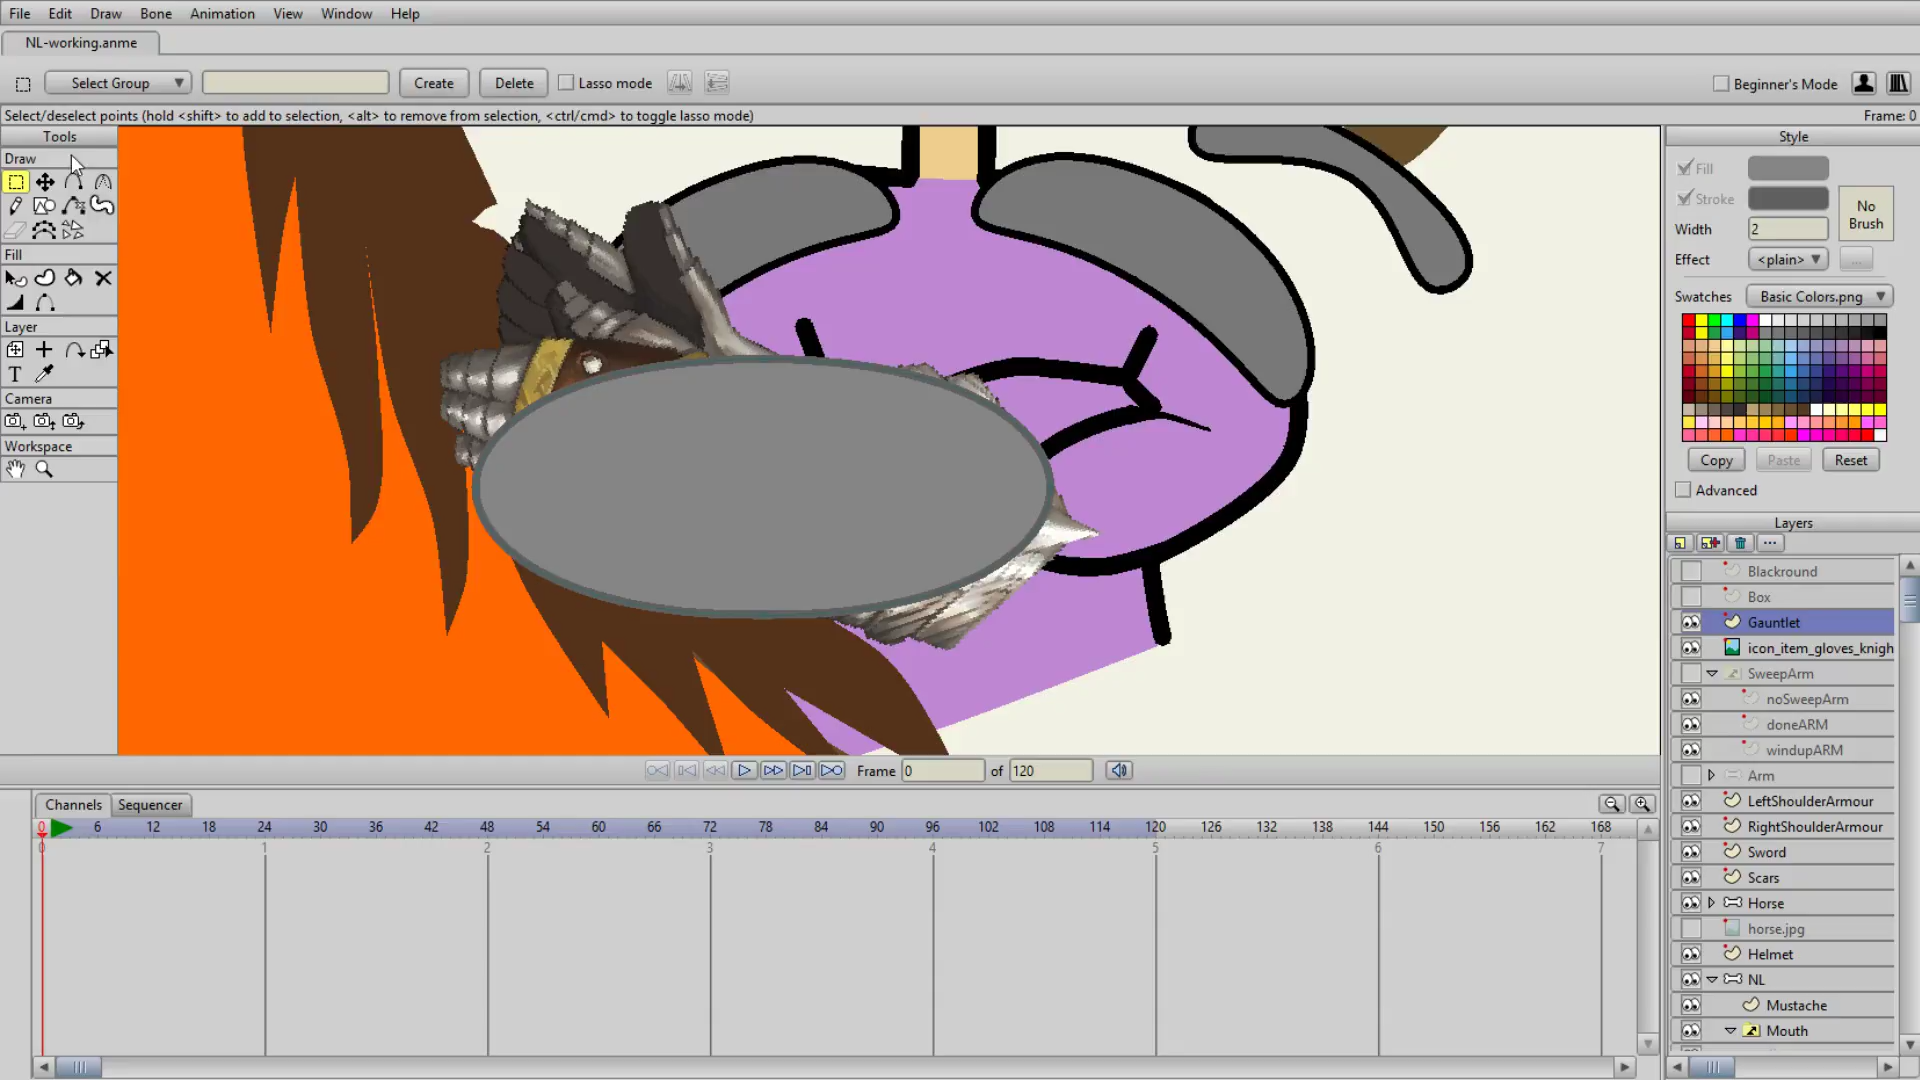 File Edit Draw Bone Animation View Window Help
NL-working.anme
Select Group Create Delete Lasso mode Beginner's Mode
Select/deselect points (hold <shift> to add to selection, <alt> to remove from selection, <ctrl/cmd> to toggle lasso mode) Frame: 0
Tools
Draw
Fill
Layer
T
Camera
Workspace
Style
Fill
Stroke
No Brush
Width 2
Effect <plain> ...
Swatches Basic Colors.png
Copy Paste Reset
Advanced
Layers
Blackround
Box
Gauntlet
icon_item_gloves_knigh
SweepArm
noSweepArm
doneARM
windupARM
Arm
LeftShoulderArmour
RightShoulderArmour
Sword
Scars
Horse
horse.jpg
Helmet
NL
Mustache
Mouth
Frame 0 of 120
Channels Sequencer
0 6 12 18 24 30 36 42 48 54 60 66 72 78 84 90 96 102 108 114 120 126 132 138 144 150 156 162 168
0 1 2 3 4 5 6 7